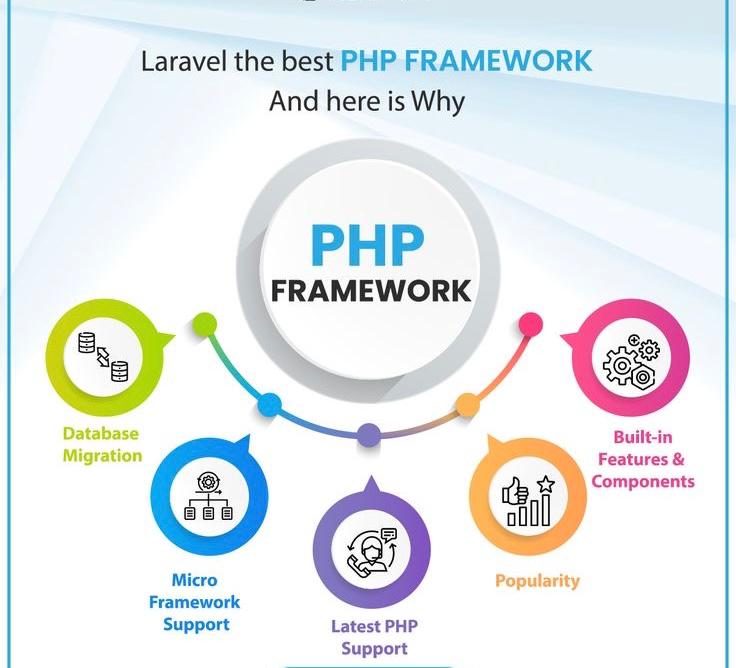 Laravel the best PHP FRAMEWORK
And here is Why
PHP
FRAMEWORK
Database
Migration
Micro
Framework
Support
Latest PHP
Support
Popularity
Built-in
Features &
Components